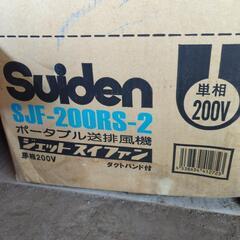 Suiden
単相
200V
SJF-200RS-2
ポータブル送排風機
ジェットスイファン
単相200V
ダクトバンド付